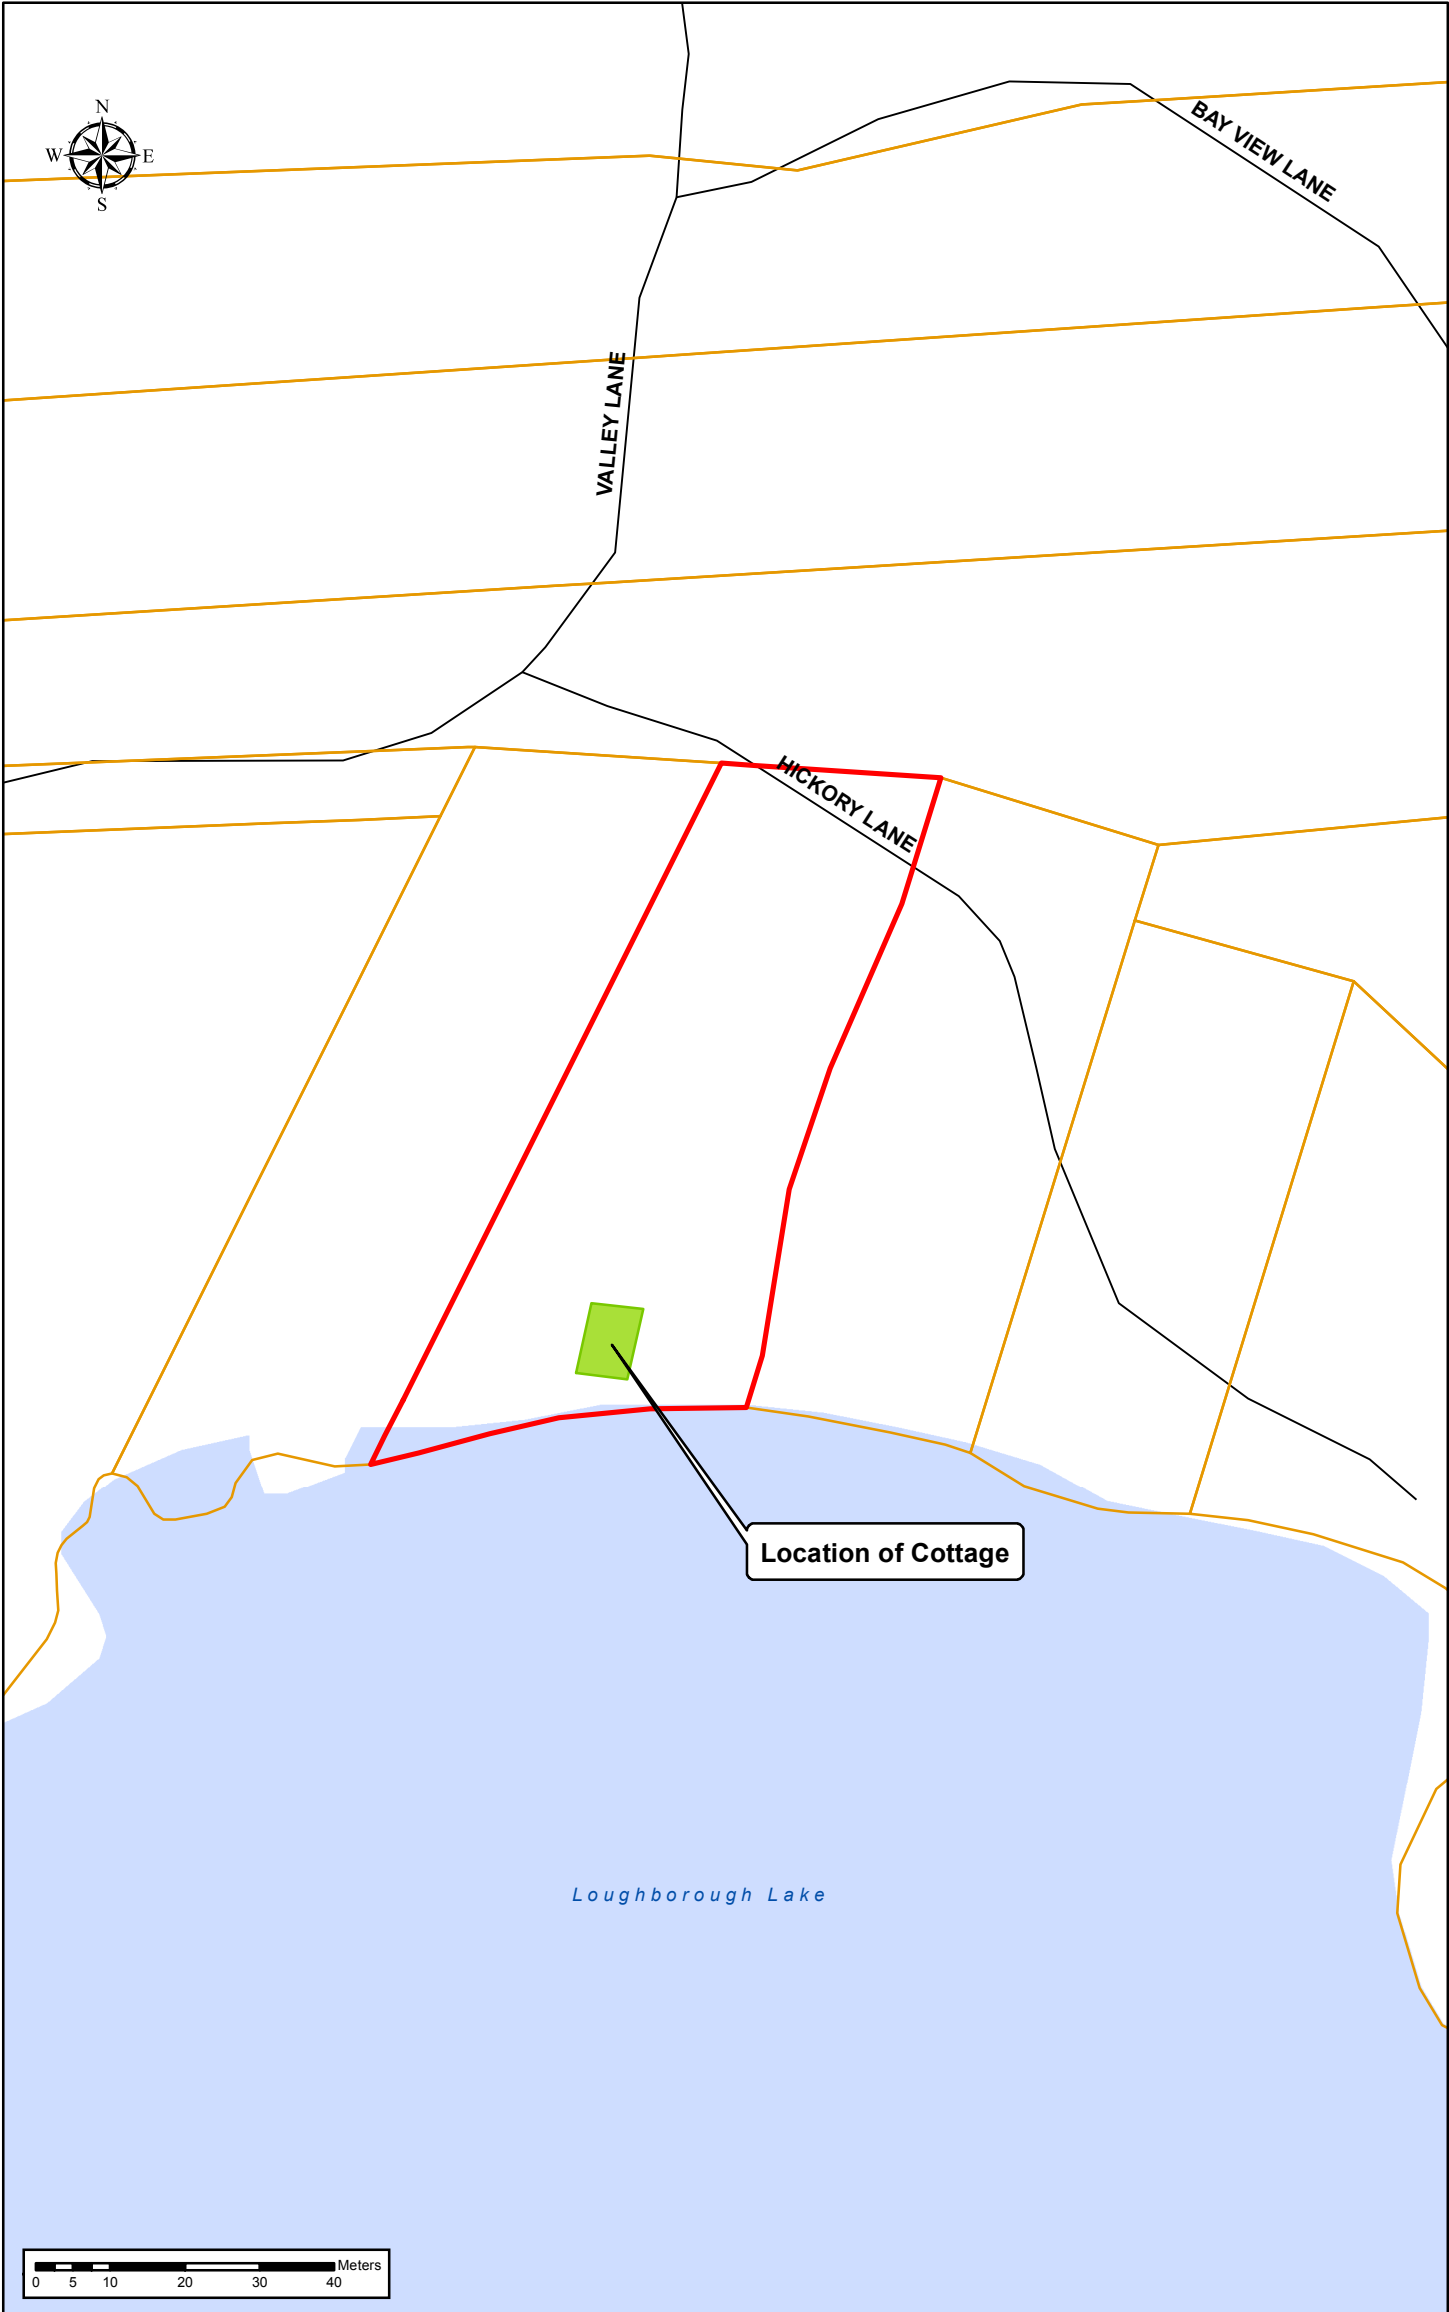 N
W E
S
BAY VIEW LANE
VALLEY LANE
HICKORY LANE
Location of Cottage
Loughborough Lake
Meters
0 5 10 20 30 40